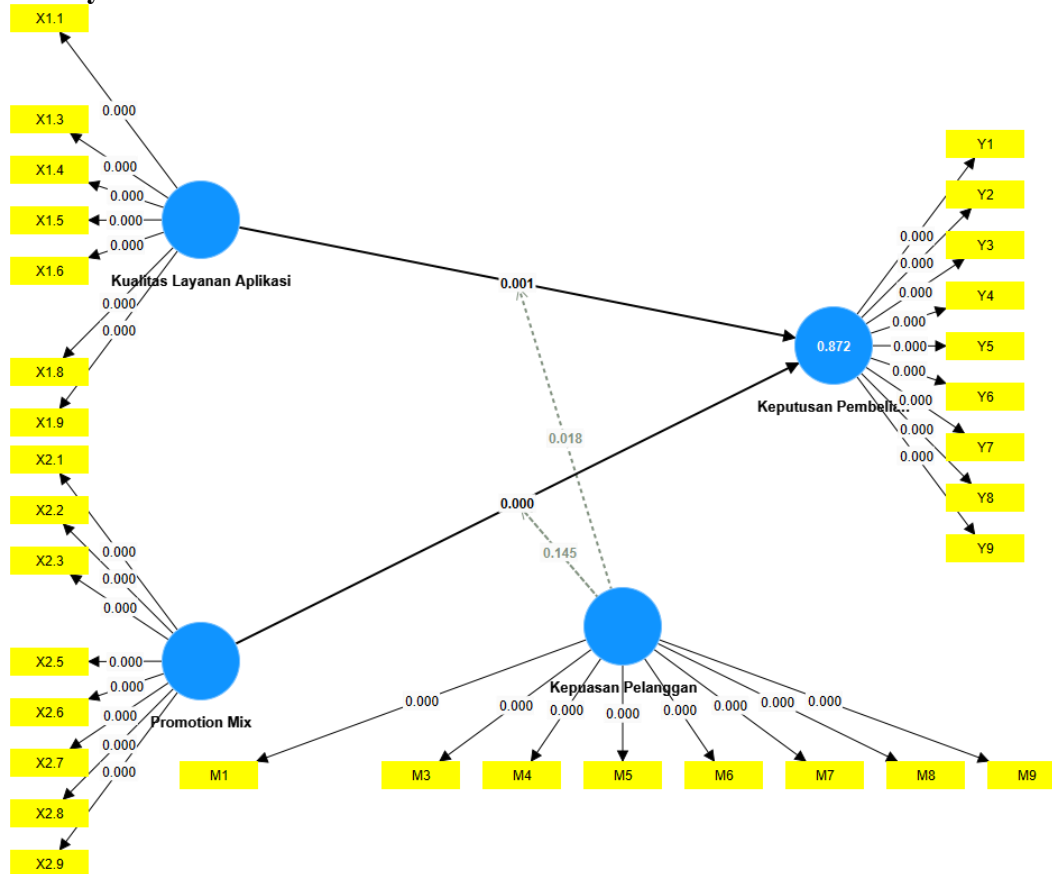 X1.1
0.000
X1.3
0.000
X1.4
0.000
X1.5
0.000
X1.6
0.000
Kualitas Layanan Aplikasi
0.000
0.000
X1.8
X1.9
X2.1
X2.2
X2.3
0.000
0.000
0.000
X2.5
0.000
X2.6
0.000
Promotion Mix
X2.7
0.000
0.000
0.000
X2.8
X2.9
0.001
0.018
0.000
0.145
Kepuasan Pelanggan
0.000
0.000
0.000
0.000
0.000
0.000
0.000
0.000
M1
M3
M4
M5
M6
M7
M8
M9
0.872
Keputusan Pembelia...
0.000
0.000
0.000
0.000
0.000
0.000
0.000
0.000
0.000
Y1
Y2
Y3
Y4
Y5
Y6
Y7
Y8
Y9